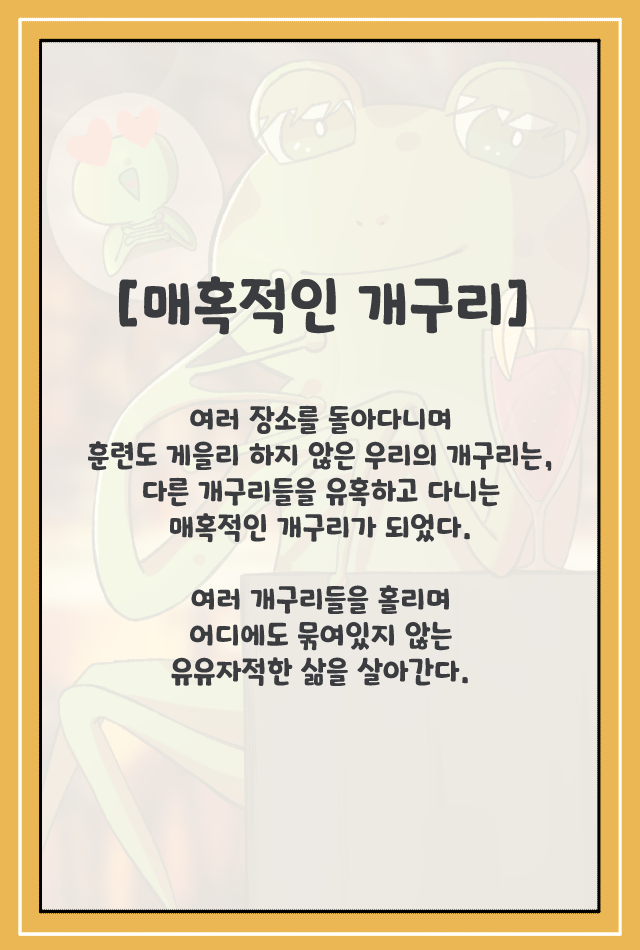 [매혹적인 개구리]
여러 장소를 돌아다니며
훈련도 게을리 하지 않은 우리의 개구리는,
다른 개구리들을 유혹하고 다니는
매혹적인 개구리가 되었다.
여러 개구리들을 홀리며
어디에도 묶여있지 않는
유유자적한 삶을 살아간다.